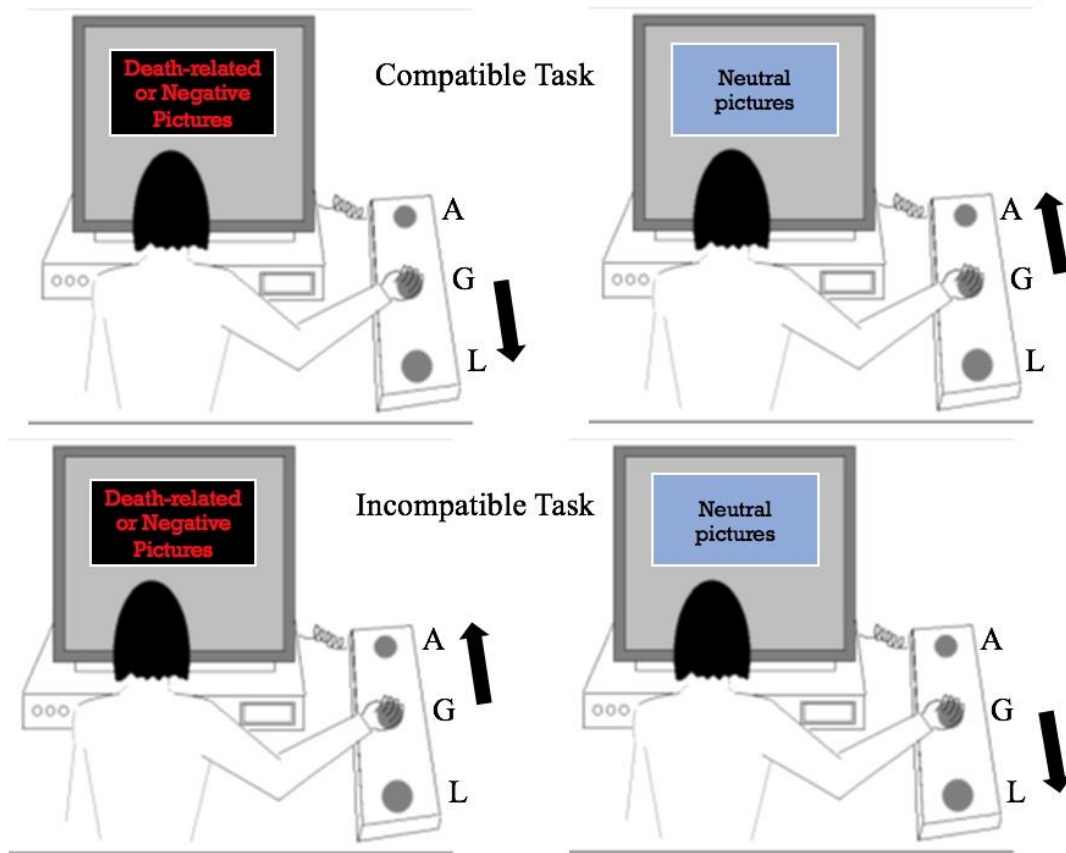 Death-related
or Negative
Pictures
Compatible Task
Neutral
pictures
A
G
L
A
G
L
Death-related
or Negative
Pictures
Incompatible Task
Neutral
pictures
A
G
L
A
G
L